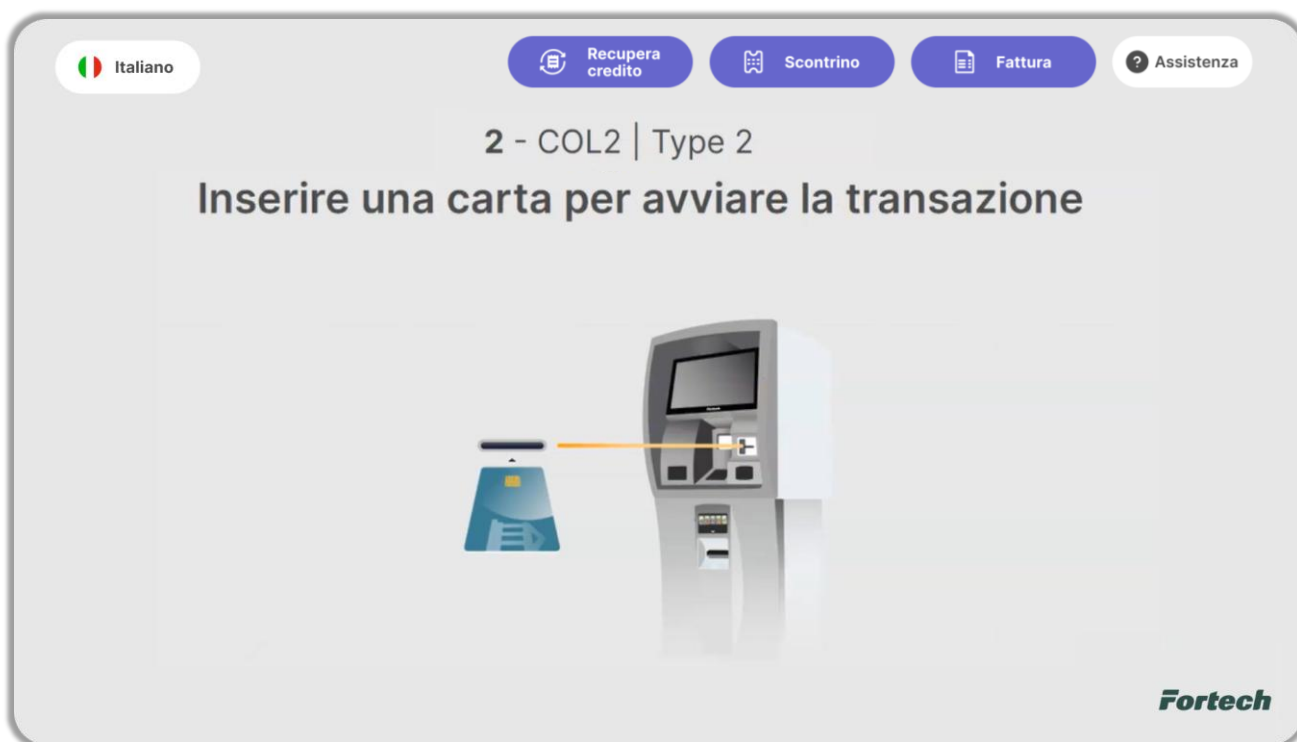 Italiano
Recupera
credito
Scontrino
Fattura
? Assistenza
2 - COL2 | Type 2
Inserire una carta per avviare la transazione
Fortech